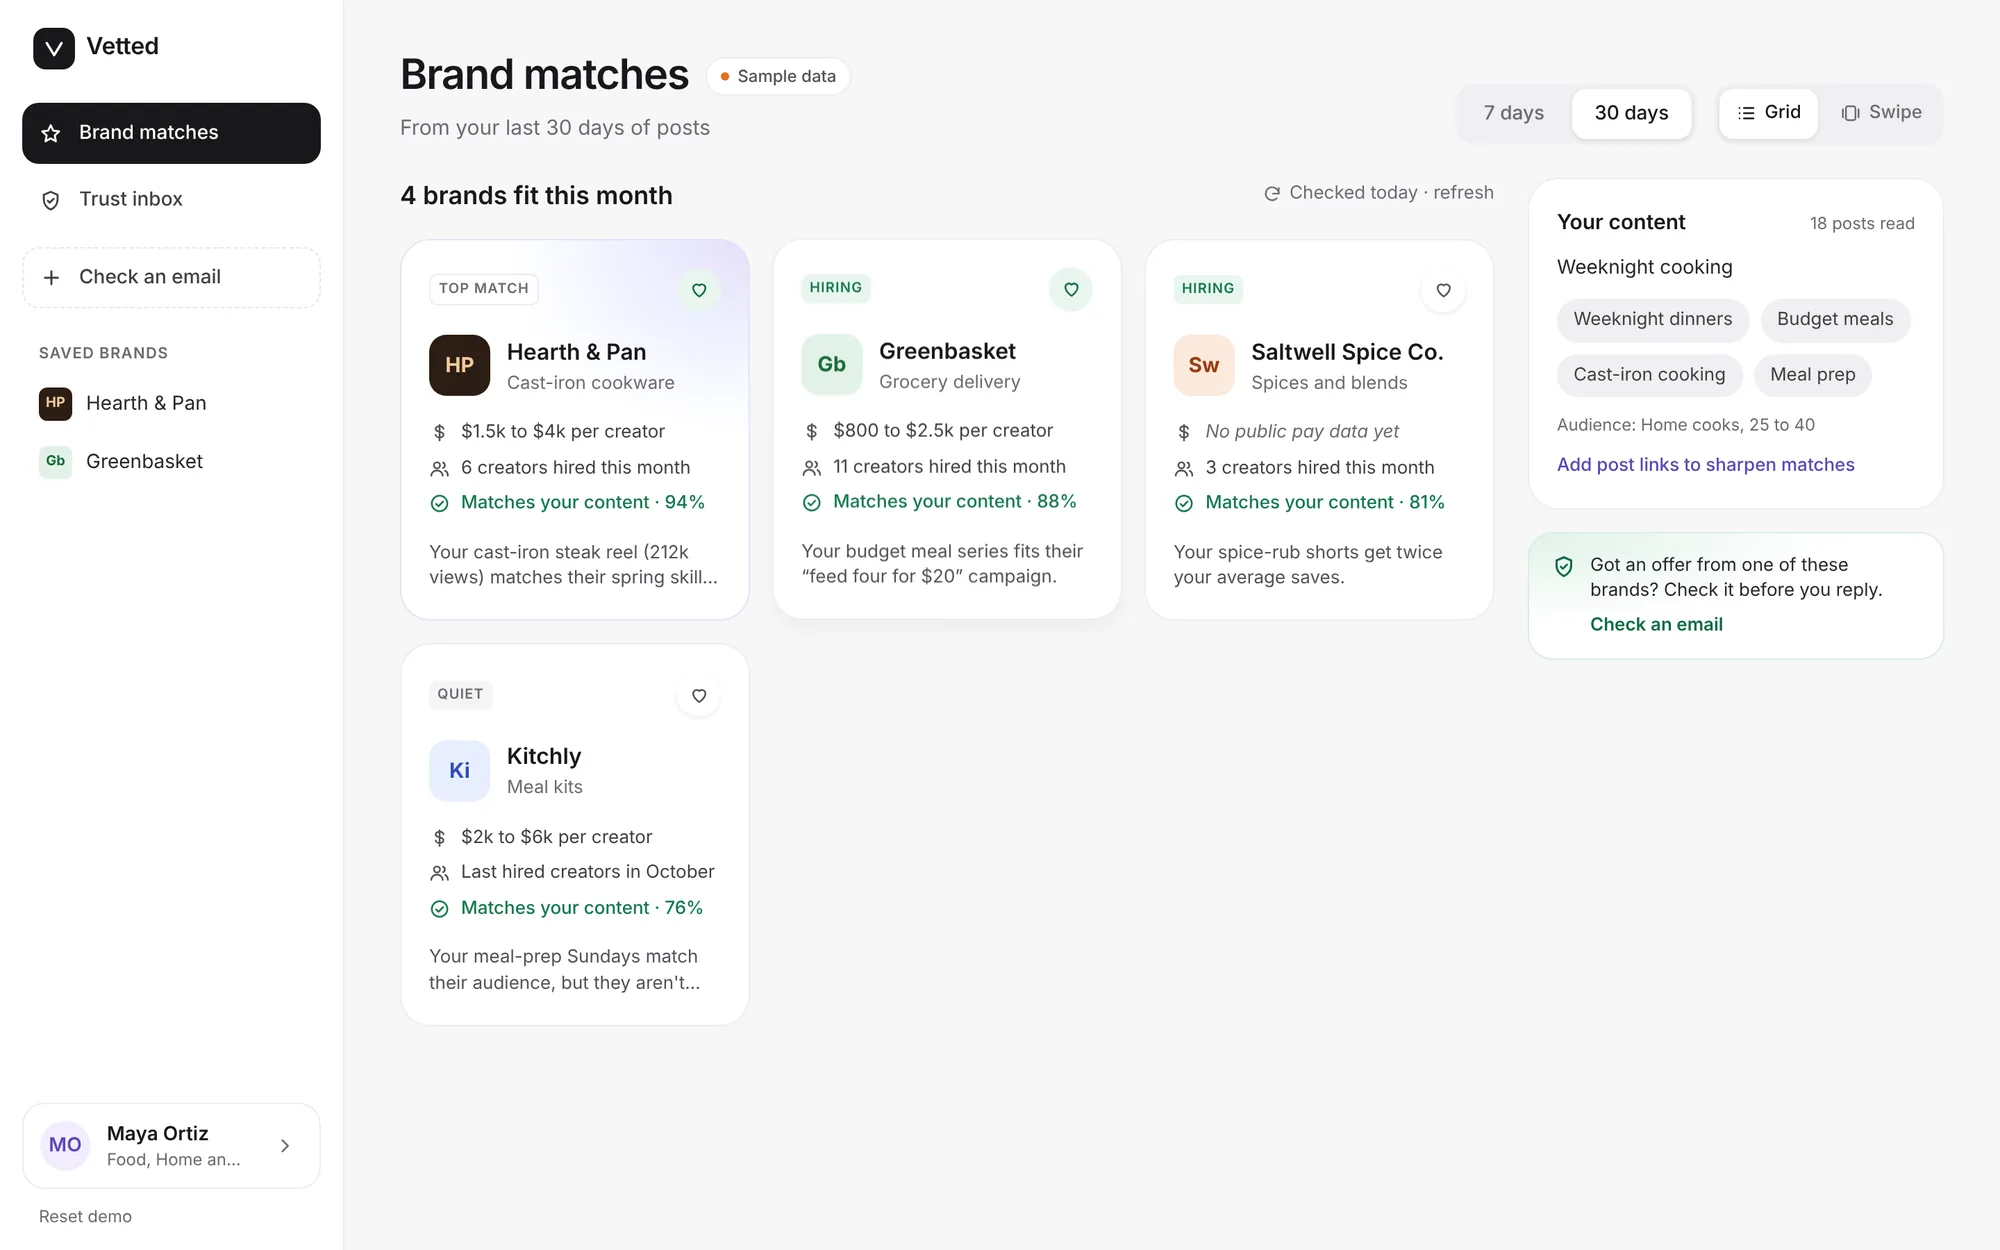 Vetted
Brand matches
Trust inbox
Check an email
SAVED BRANDS
HP Hearth & Pan
Gb Greenbasket
MO
Maya Ortiz
Food, Home an...
Reset demo
Brand matches
Sample data
From your last 30 days of posts
7 days
30 days
Grid
Swipe
4 brands fit this month
Checked today · refresh
TOP MATCH
HP
Hearth & Pan
Cast-iron cookware
$ $1.5k to $4k per creator
6 creators hired this month
Matches your content · 94%
Your cast-iron steak reel (212k
views) matches their spring skill...
HIRING
Gb
Greenbasket
Grocery delivery
$ $800 to $2.5k per creator
11 creators hired this month
Matches your content · 88%
Your budget meal series fits their
“feed four for $20” campaign.
HIRING
Sw
Saltwell Spice Co.
Spices and blends
$ No public pay data yet
3 creators hired this month
Matches your content · 81%
Your spice-rub shorts get twice
your average saves.
QUIET
Ki
Kitchly
Meal kits
$ $2k to $6k per creator
Last hired creators in October
Matches your content · 76%
Your meal-prep Sundays match
their audience, but they aren't...
Your content
18 posts read
Weeknight cooking
Weeknight dinners
Budget meals
Cast-iron cooking
Meal prep
Audience: Home cooks, 25 to 40
Add post links to sharpen matches
Got an offer from one of these
brands? Check it before you reply.
Check an email